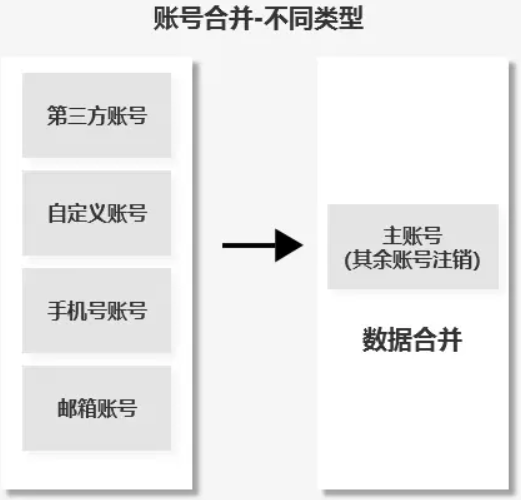 账号合并-不同类型
第三方账号
自定义账号
手机号账号
邮箱账号
主账号
(其余账号注销)
数据合并